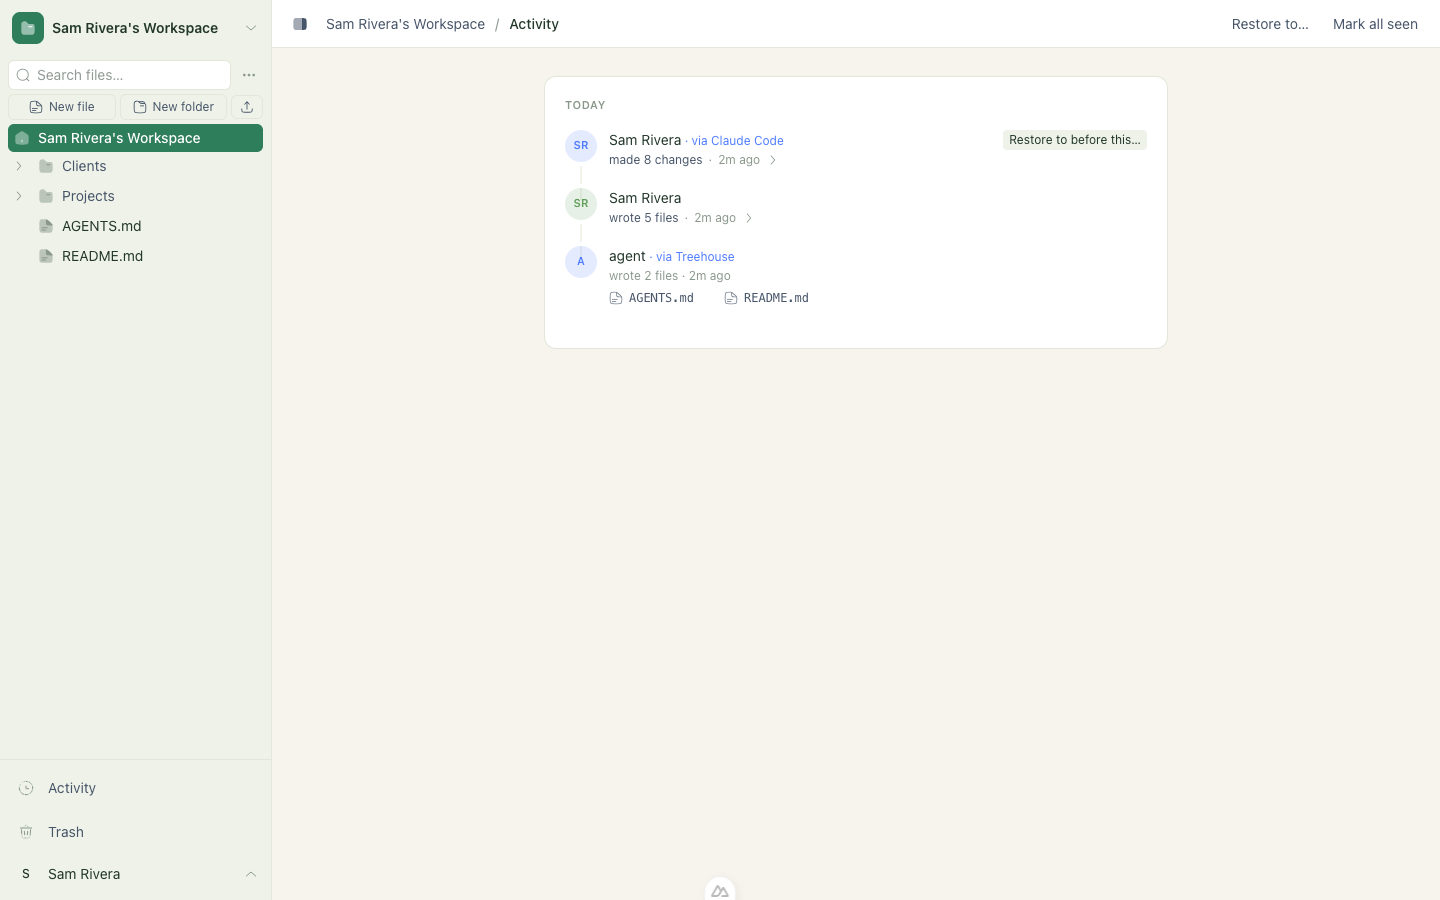 Sam Rivera's Workspace
Search files...
New file
New folder
Sam Rivera's Workspace
Clients
Projects
AGENTS.md
README.md
Activity
Trash
S Sam Rivera
Sam Rivera's Workspace / Activity
Restore to...
Mark all seen
TODAY
SR
Sam Rivera · via Claude Code
made 8 changes · 2m ago
Restore to before this...
SR
Sam Rivera
wrote 5 files · 2m ago
A
agent · via Treehouse
wrote 2 files · 2m ago
AGENTS.md
README.md